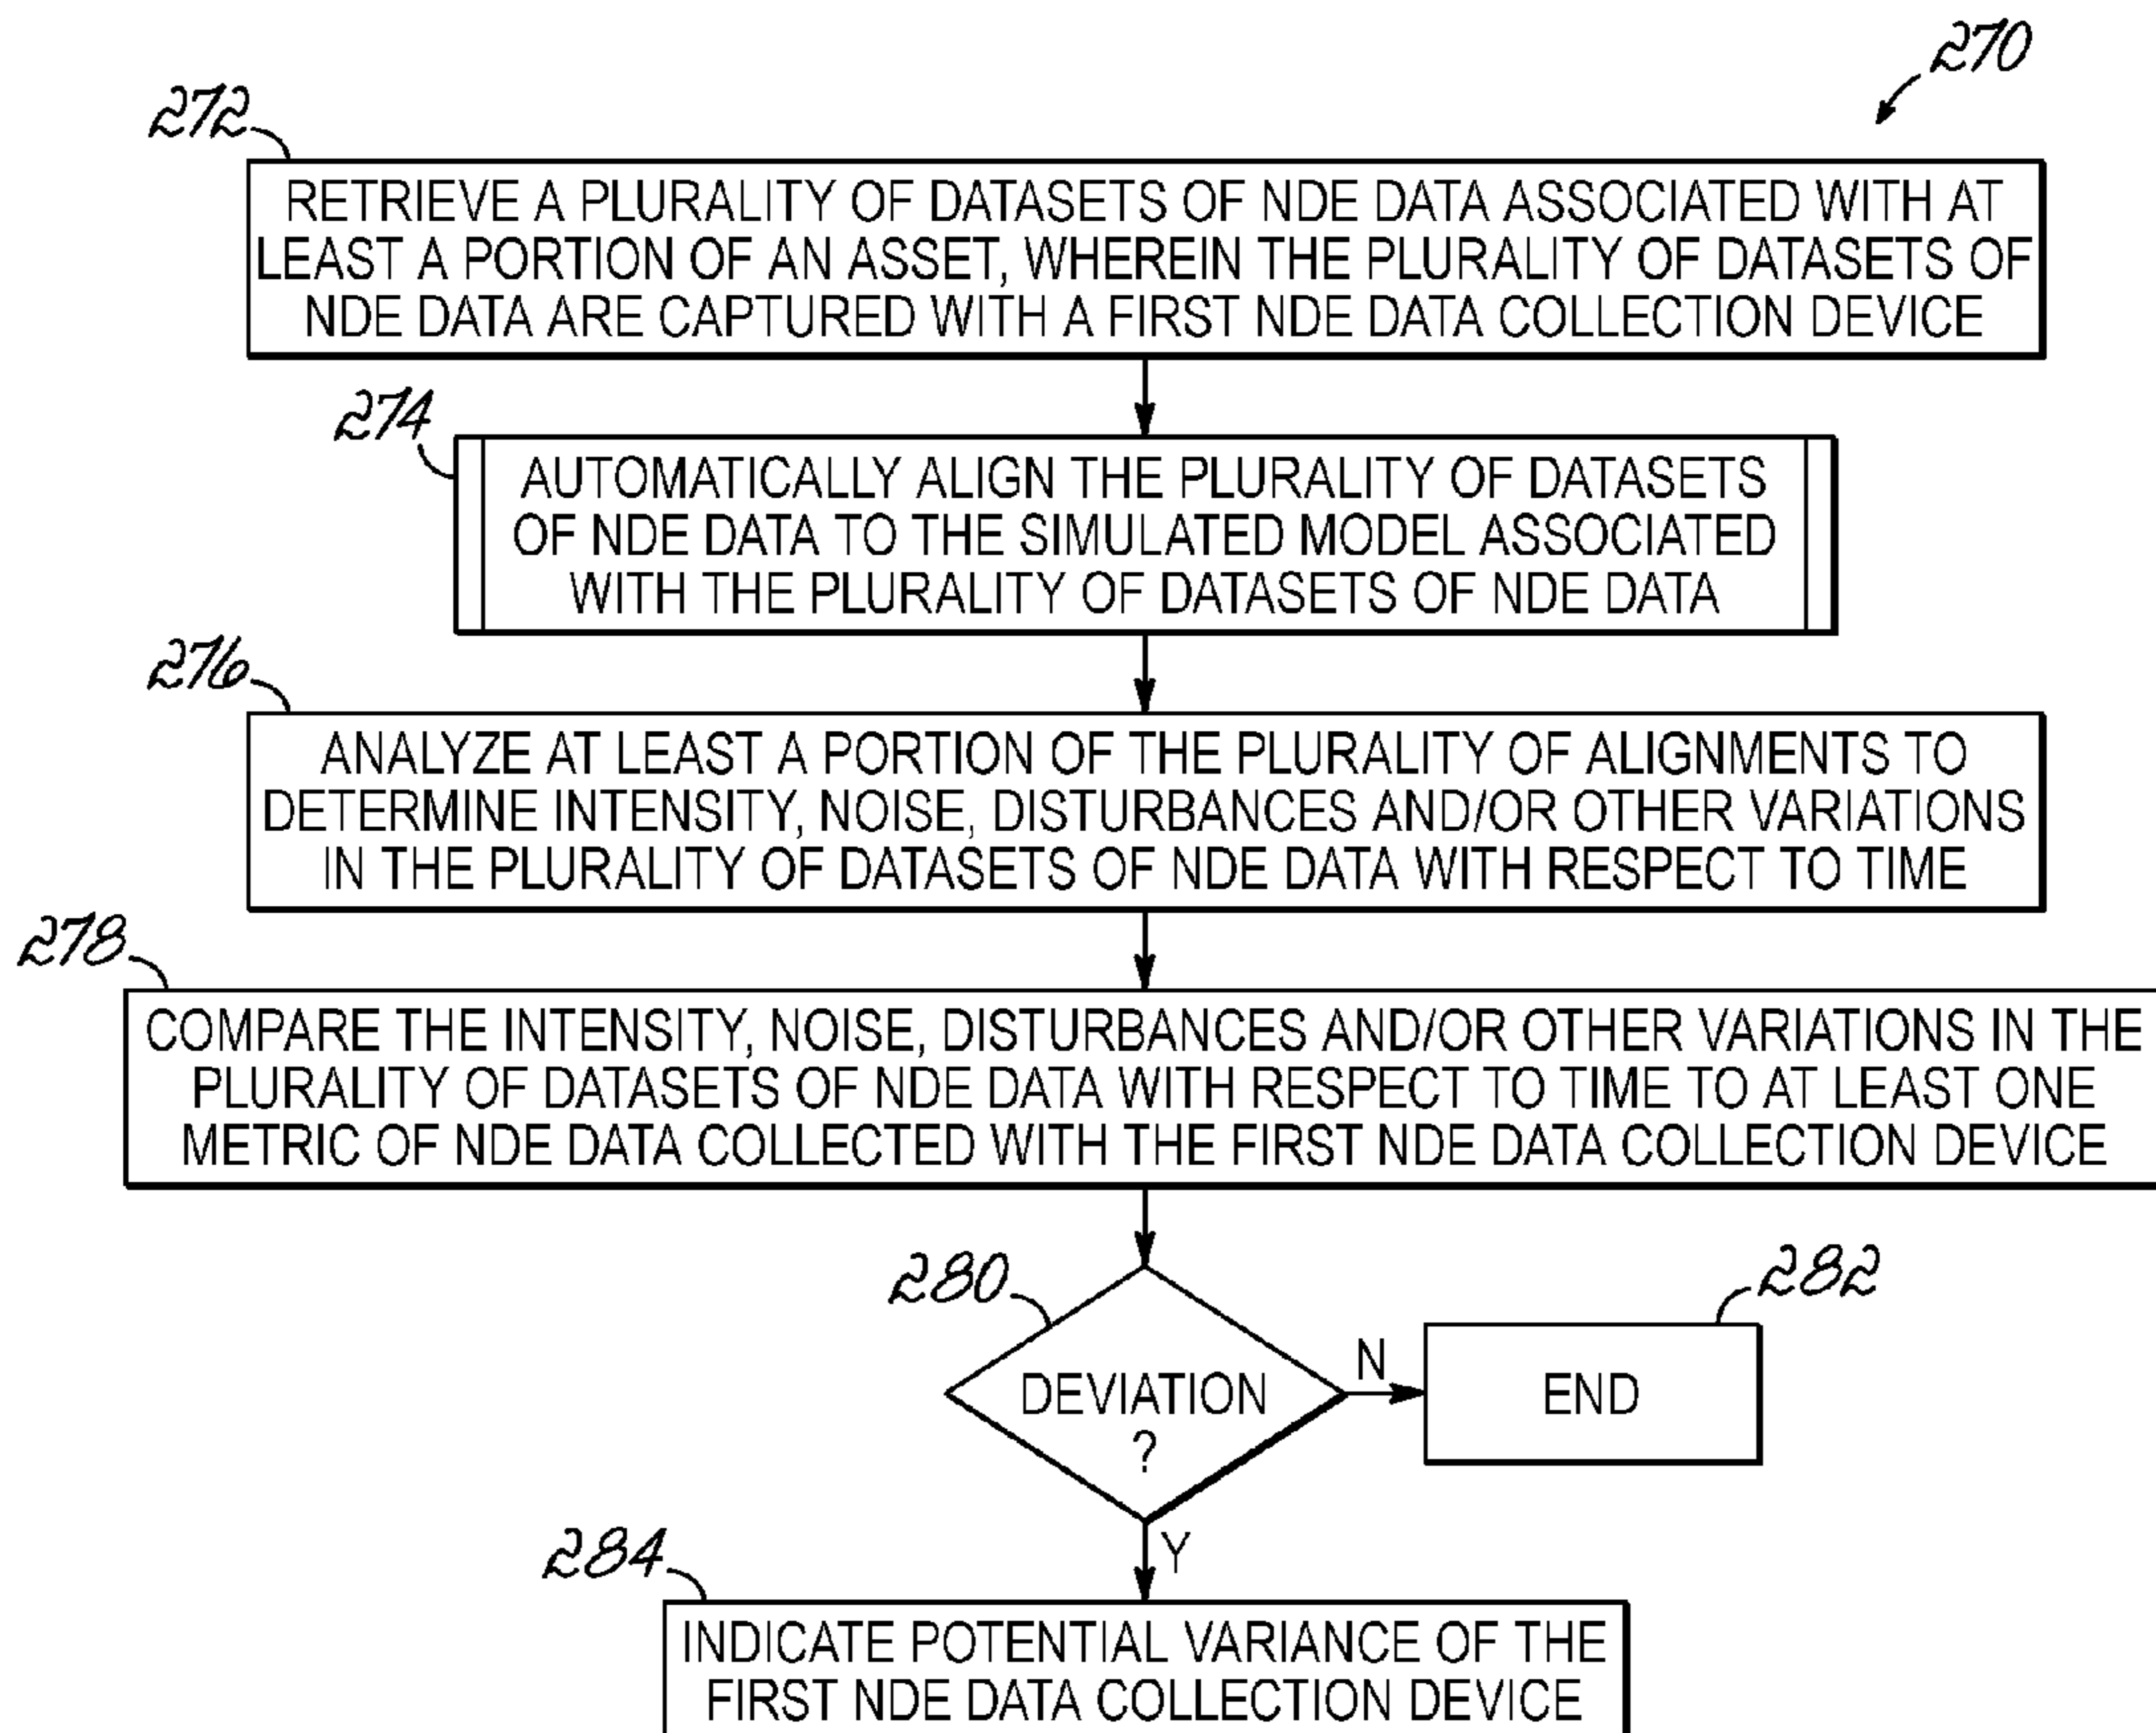 270
272
RETRIEVE A PLURALITY OF DATASETS OF NDE DATA ASSOCIATED WITH AT
LEAST A PORTION OF AN ASSET, WHEREIN THE PLURALITY OF DATASETS OF
NDE DATA ARE CAPTURED WITH A FIRST NDE DATA COLLECTION DEVICE
274
AUTOMATICALLY ALIGN THE PLURALITY OF DATASETS
OF NDE DATA TO THE SIMULATED MODEL ASSOCIATED
WITH THE PLURALITY OF DATASETS OF NDE DATA
276
ANALYZE AT LEAST A PORTION OF THE PLURALITY OF ALIGNMENTS TO
DETERMINE INTENSITY, NOISE, DISTURBANCES AND/OR OTHER VARIATIONS
IN THE PLURALITY OF DATASETS OF NDE DATA WITH RESPECT TO TIME
278
COMPARE THE INTENSITY, NOISE, DISTURBANCES AND/OR OTHER VARIATIONS IN THE
PLURALITY OF DATASETS OF NDE DATA WITH RESPECT TO TIME TO AT LEAST ONE
METRIC OF NDE DATA COLLECTED WITH THE FIRST NDE DATA COLLECTION DEVICE
280
282
DEVIATION
?
N
END
Y
284
INDICATE POTENTIAL VARIANCE OF THE
FIRST NDE DATA COLLECTION DEVICE